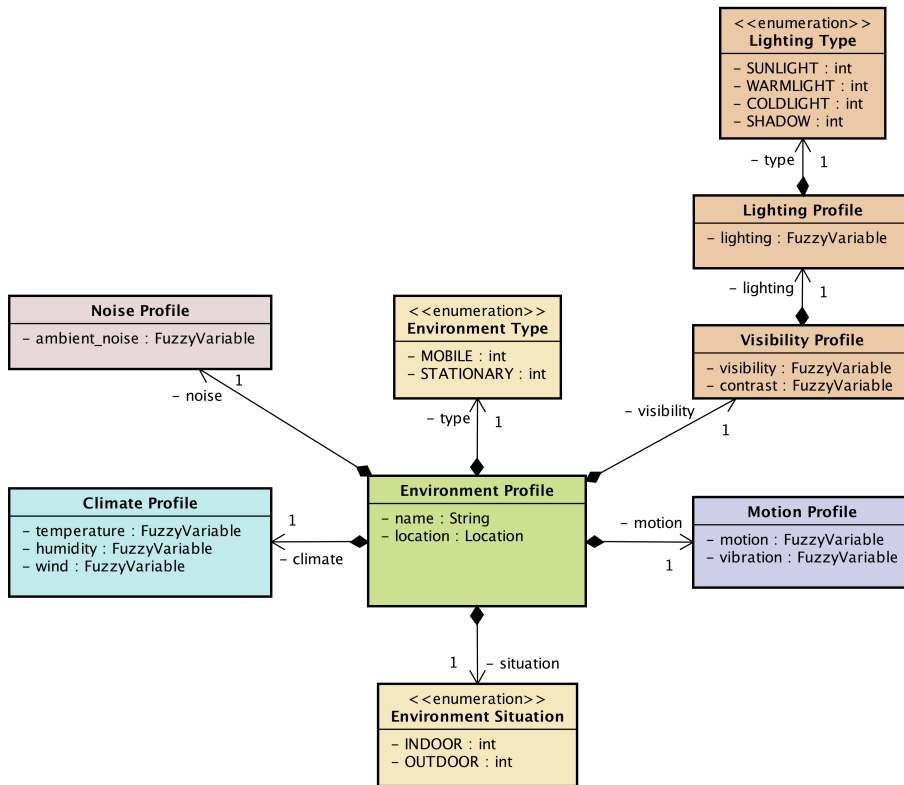 <<enumeration>>
Lighting Type
- SUNLIGHT : int
- WARMLIGHT : int
- COLDLIGHT : int
- SHADOW : int
- type
1
Lighting Profile
- lighting : FuzzyVariable
- lighting
1
Noise Profile
- ambient_noise : FuzzyVariable
1
- noise
<<enumeration>>
Environment Type
- MOBILE : int
- STATIONARY : int
- type
1
Visibility Profile
- visibility : FuzzyVariable
- contrast : FuzzyVariable
- visibility
1
Climate Profile
- temperature : FuzzyVariable
- humidity : FuzzyVariable
- wind : FuzzyVariable
1
- climate
Environment Profile
- name : String
- location : Location
- motion
1
Motion Profile
- motion : FuzzyVariable
- vibration : FuzzyVariable
1
- situation
<<enumeration>>
Environment Situation
- INDOOR : int
- OUTDOOR : int